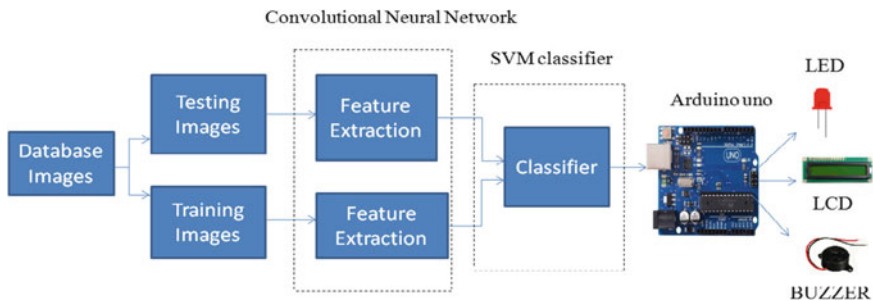 Convolutional Neural Network
SVM classifier
LED
Arduino uno
Testing
Images
Feature
Extraction
Database
Images
Classifier
UNO
LCD
Training
Images
Feature
Extraction
BUZZER